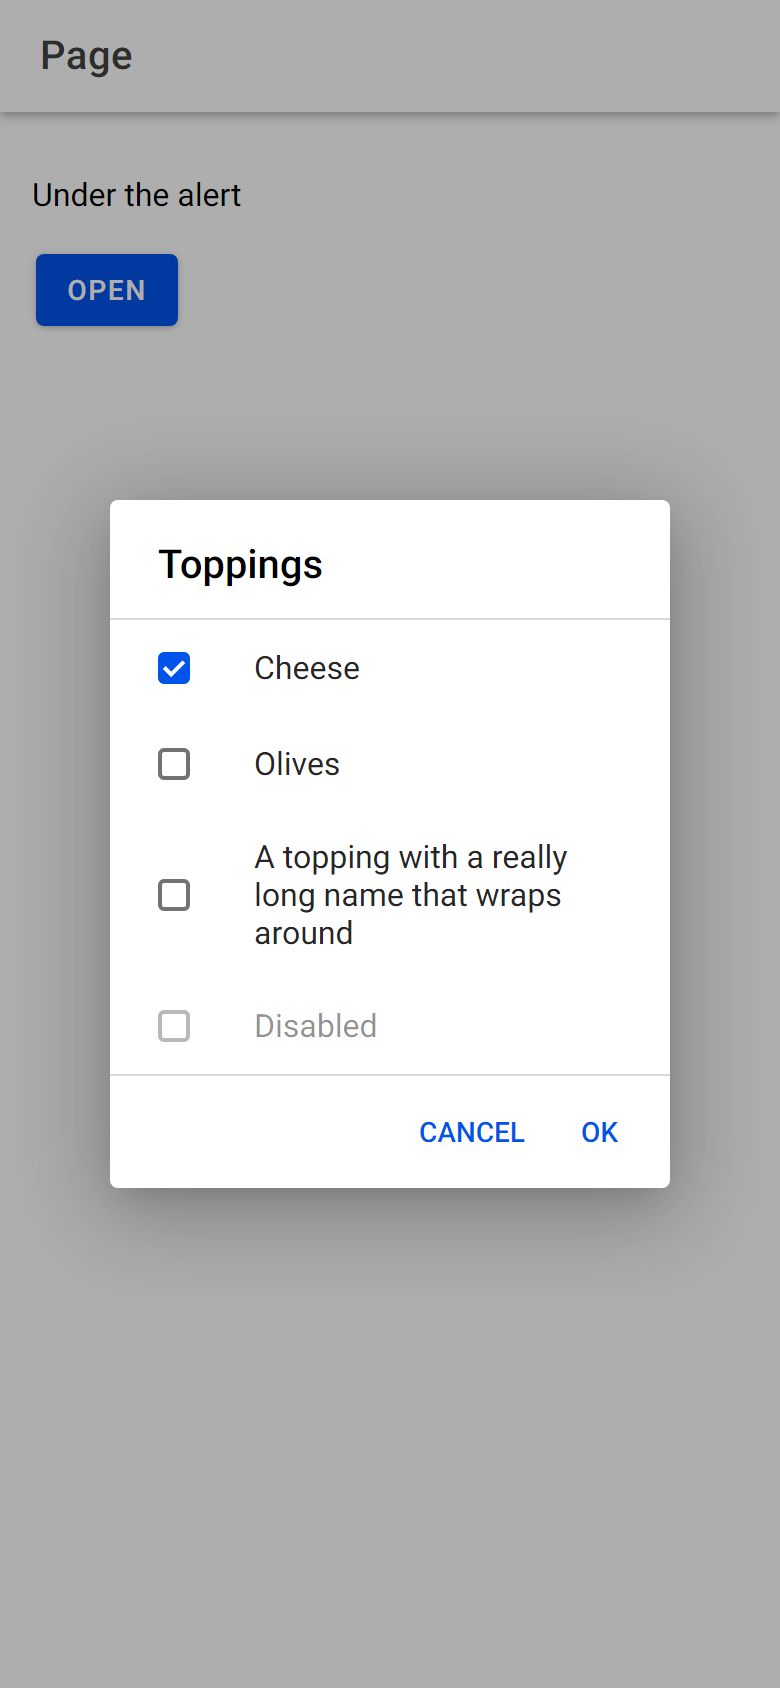 Page
Under the alert
OPEN
Toppings
Cheese
Olives
A topping with a really
long name that wraps
around
Disabled
CANCEL OK